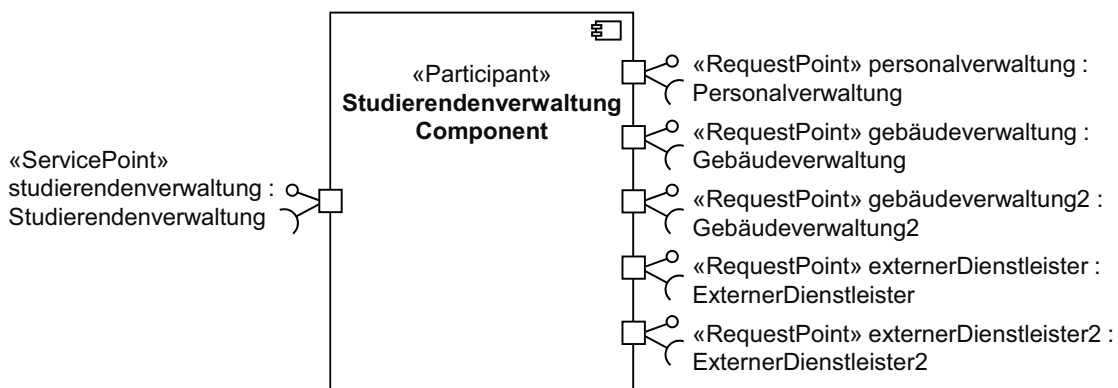 «Participant»
Studierendenverwaltung
Component
«ServicePoint»
studierendenverwaltung :
Studierendenverwaltung
«RequestPoint» personalverwaltung :
Personalverwaltung
«RequestPoint» gebäudeverwaltung :
Gebäudeverwaltung
«RequestPoint» gebäudeverwaltung2 :
Gebäudeverwaltung2
«RequestPoint» externerDienstleister :
ExternerDienstleister
«RequestPoint» externerDienstleister2 :
ExternerDienstleister2